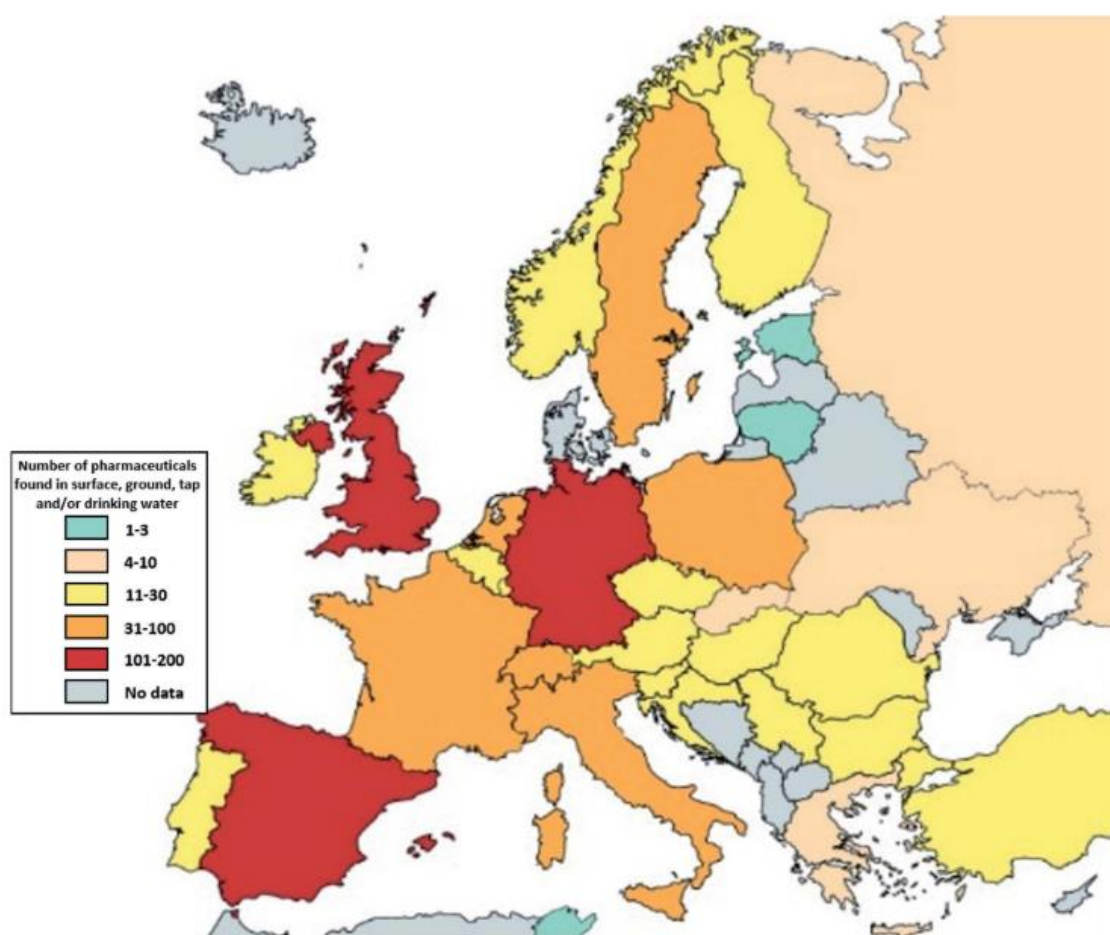 Number of pharmaceuticals
found in surface, ground, tap
and/or drinking water
1-3
4-10
11-30
31-100
101-200
No data